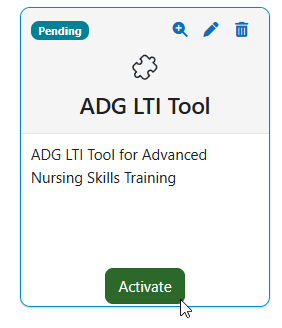 Pending
ADG LTI Tool
ADG LTI Tool for Advanced
Nursing Skills Training
Activate